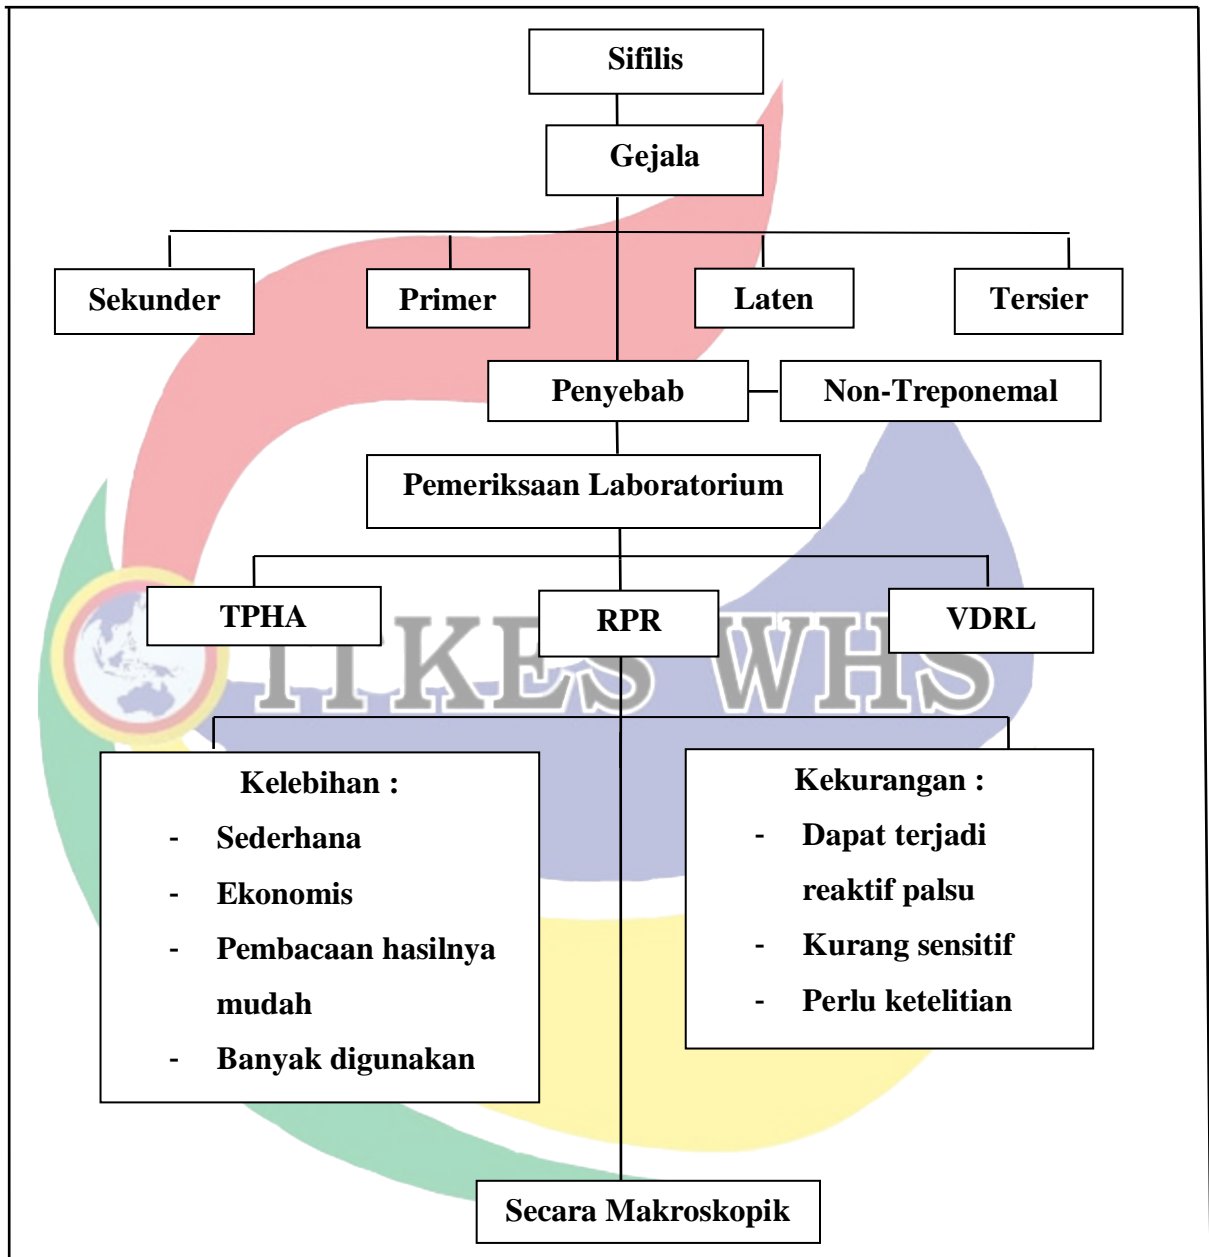 Sifilis
Gejala
Sekunder
Primer
Laten
Tersier
Penyebab
Non-Treponemal
Pemeriksaan Laboratorium
TPHA
RPR
VDRL
ITKES WHS
Kelebihan :
- Sederhana
- Ekonomis
- Pembacaan hasilnya
mudah
- Banyak digunakan
Kekurangan :
- Dapat terjadi
reaktif palsu
- Kurang sensitif
- Perlu ketelitian
Secara Makroskopik